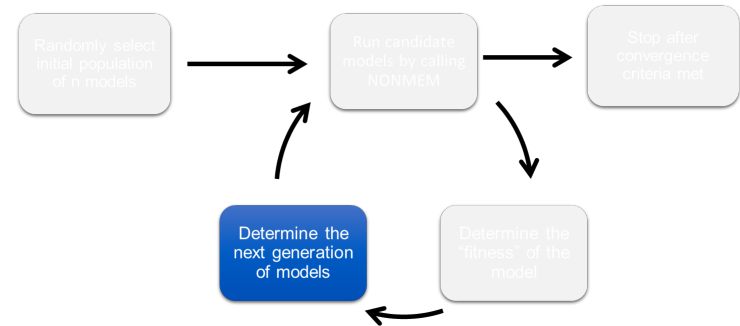 Randomly select
initial population
of n models
Run candidate
models by calling
NONMEM
Stop after
convergence
criteria met
Determine the
next generation
of models
Determine the
"fitness" of the
model